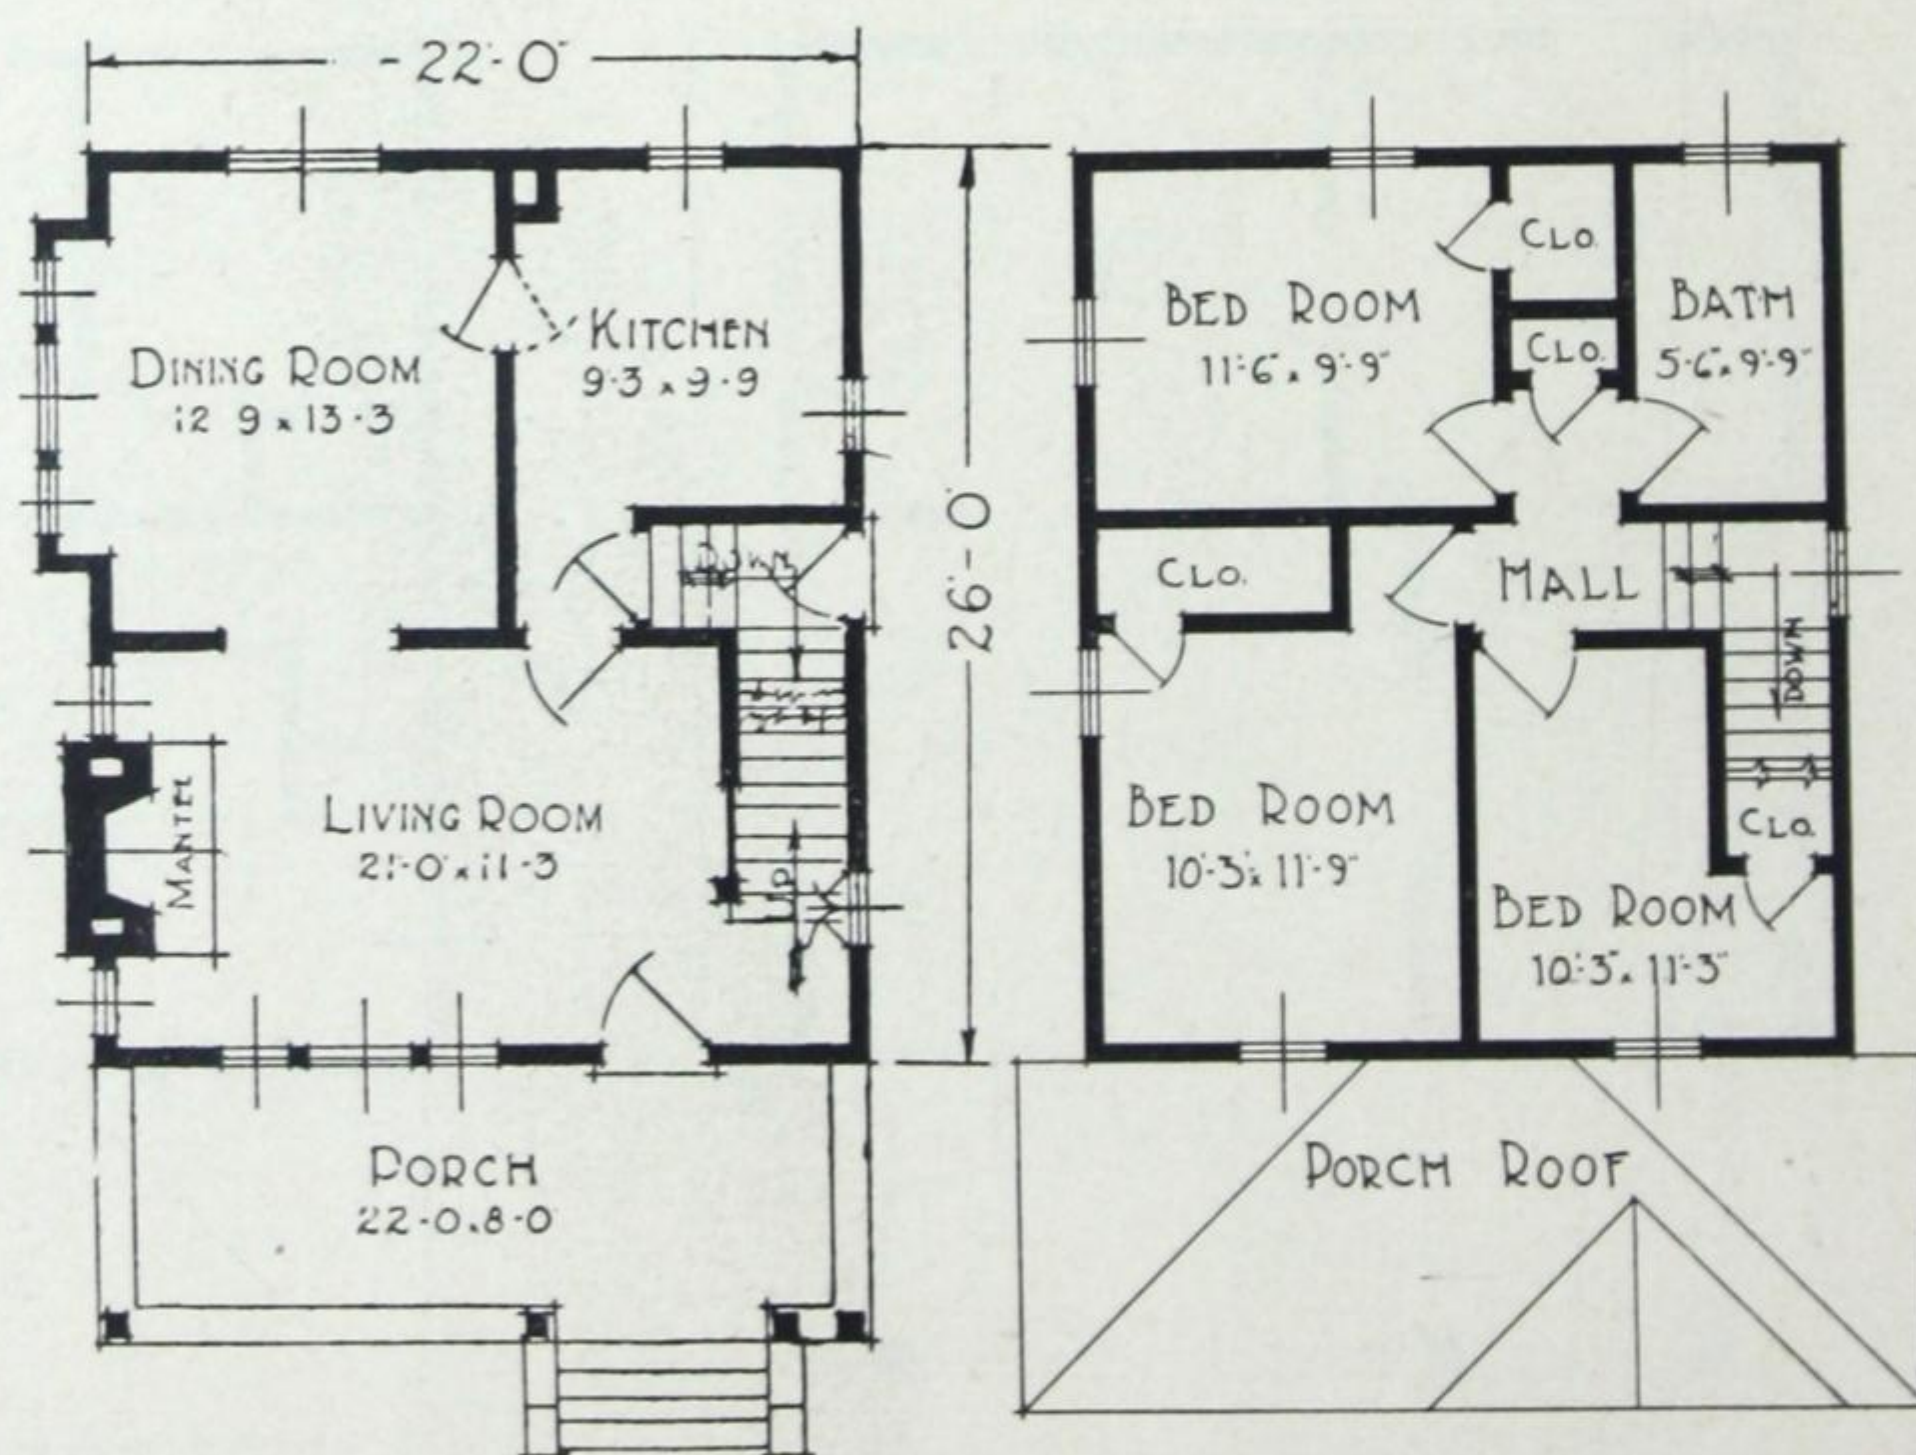 -22'-0"
DINING ROOM
12 9 x 13-3
KITCHEN
9-3 x 9-9
DOWN
26'-0"
MANTEL
LIVING ROOM
21'-0" x 11-3
UP
PORCH
22-0 x 8-0
BED ROOM
11'-6" x 9'-9"
CLO.
CLO.
BATH
5'-6" x 9'-9"
CLO.
HALL
DOWN
BED ROOM
10'-3" x 11'-9"
CLO.
BED ROOM
10'-3" x 11'-3"
PORCH ROOF